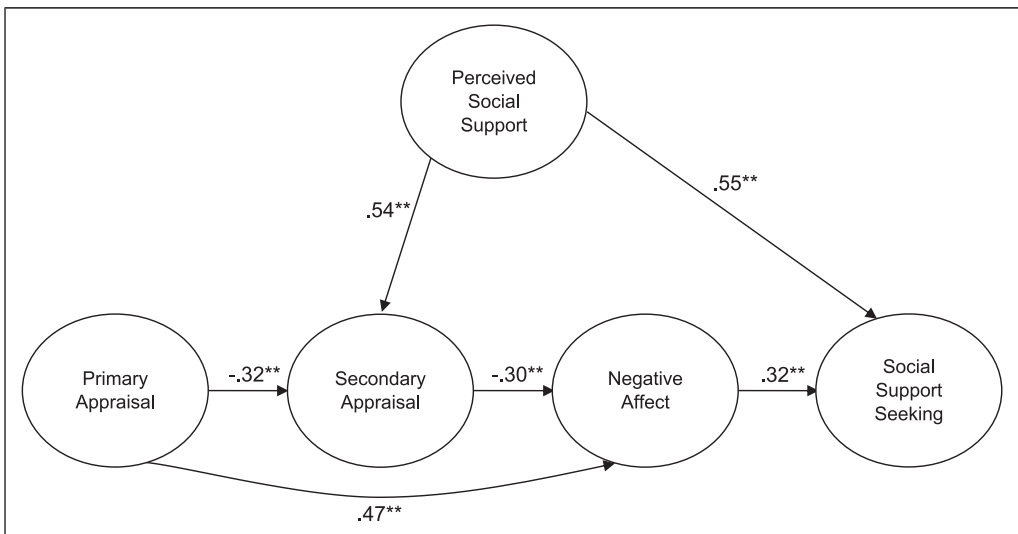 Perceived
Social
Support
.54**
.55**
Primary
Appraisal
-.32**
Secondary
Appraisal
-.30**
Negative
Affect
.32**
Social
Support
Seeking
.47**